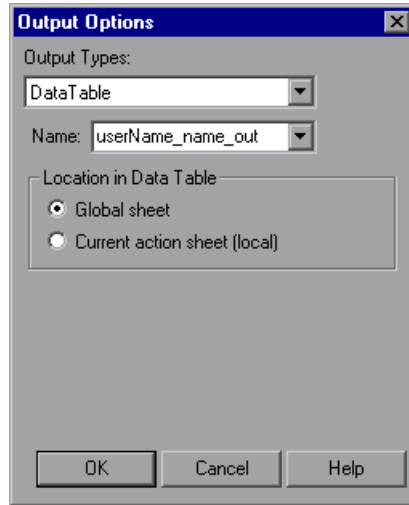 Output Options
Output Types:
DataTable
Name: userName_name_out
Location in Data Table
Global sheet
Current action sheet (local)
OK Cancel Help